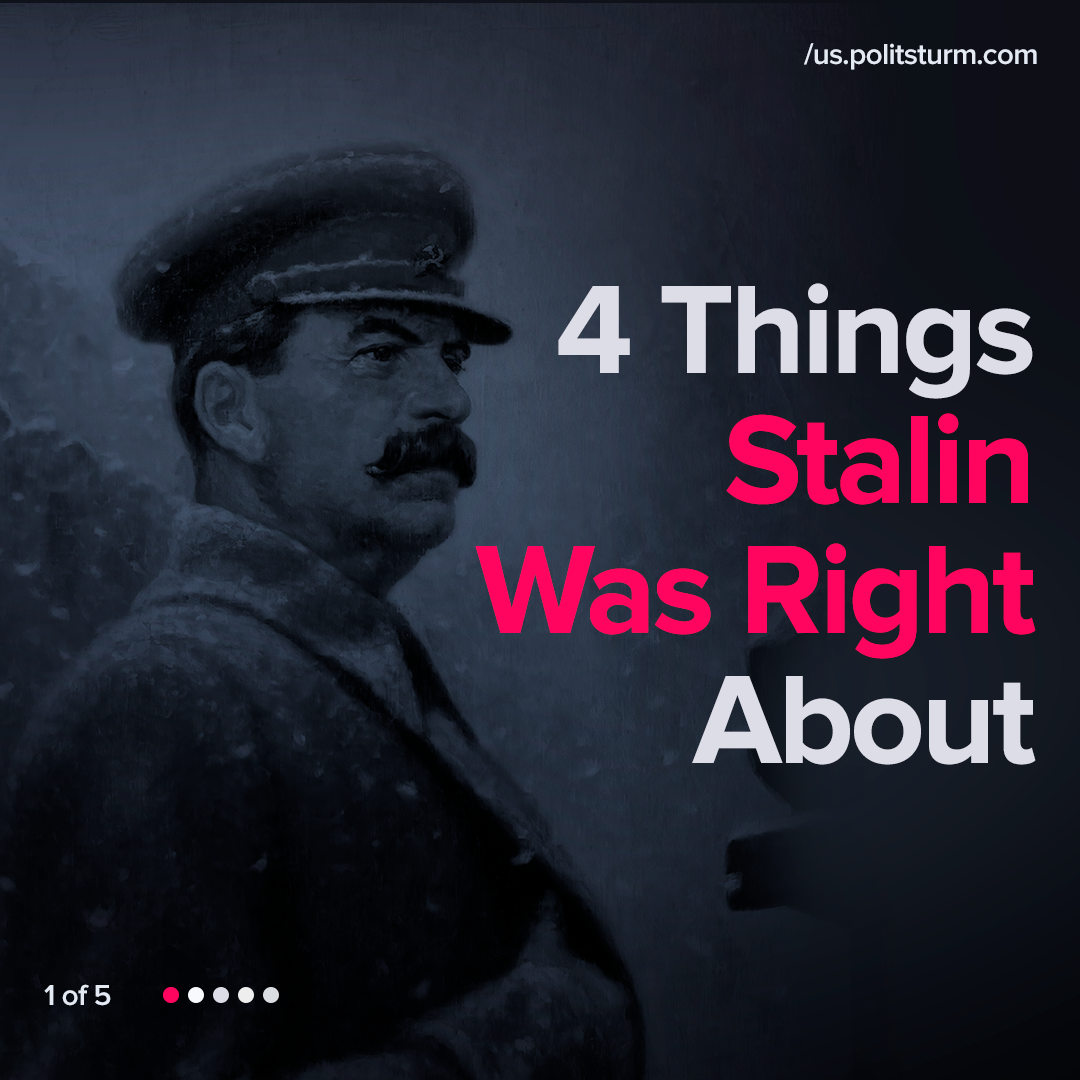 /us.politsturm.com
4 Things
Stalin
Was Right
About
1 of 5